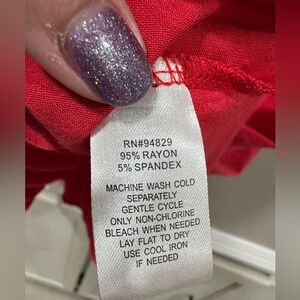 RN#94829
95% RAYON
5% SPANDEX
MACHINE WASH COLD
SEPARATELY
GENTLE CYCLE
ONLY NON-CHLORINE
BLEACH WHEN NEEDED
LAY FLAT TO DRY
USE COOL IRON
IF NEEDED